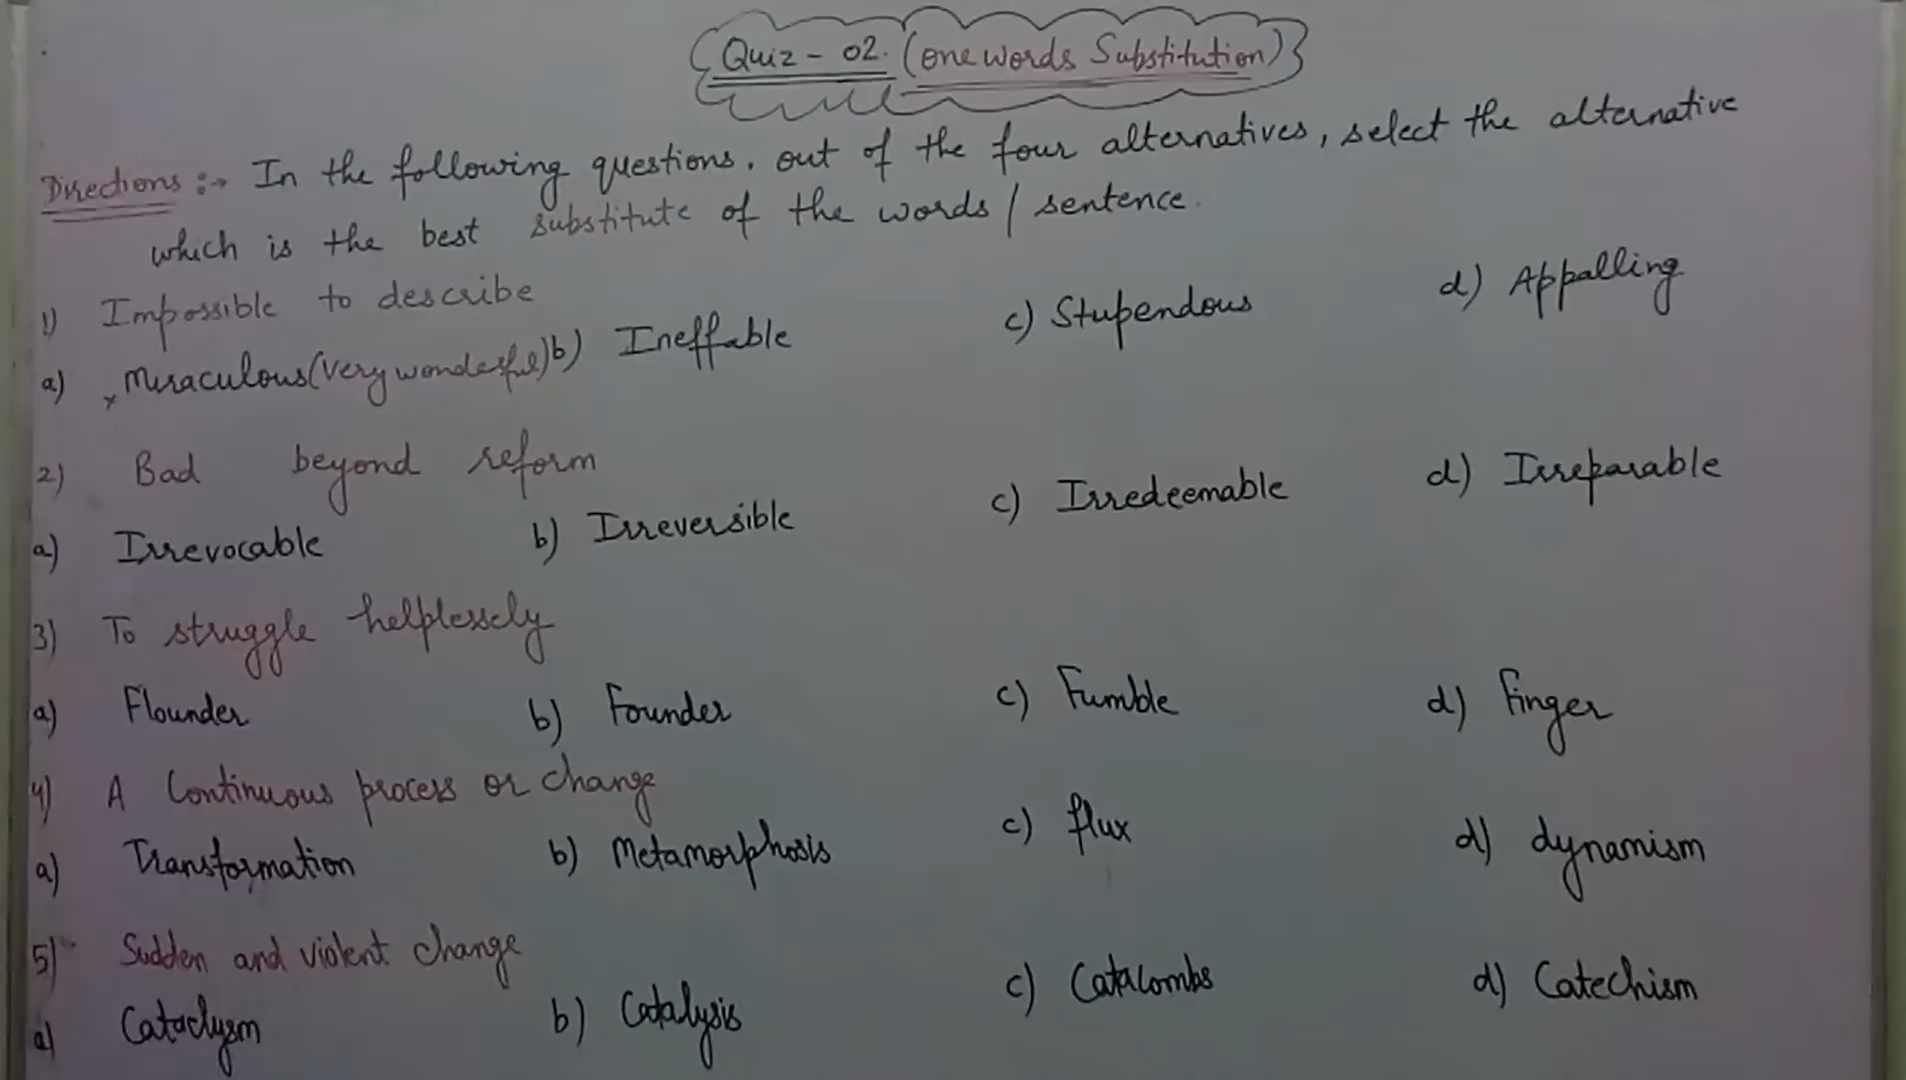 Quiz - 02. (one words Substitution)
Directions :→ In the following questions, out of the four alternatives, select the alternative
which is the best substitute of the words / sentence.
1) Impossible to describe
a) x Miraculous (very wonderful) b) Ineffable c) Stupendous d) Appalling
2) Bad beyond reform
a) Irrevocable b) Irreversible c) Irredeemable d) Irreparable
3) To struggle helplessly
a) Flounder b) Founder c) Fumble d) Finger
4) A Continuous process or change
a) Transformation b) Metamorphosis c) flux d) dynamism
5) Sudden and violent change
a) Cataclysm b) Catalysis c) Catacombs d) Catechism